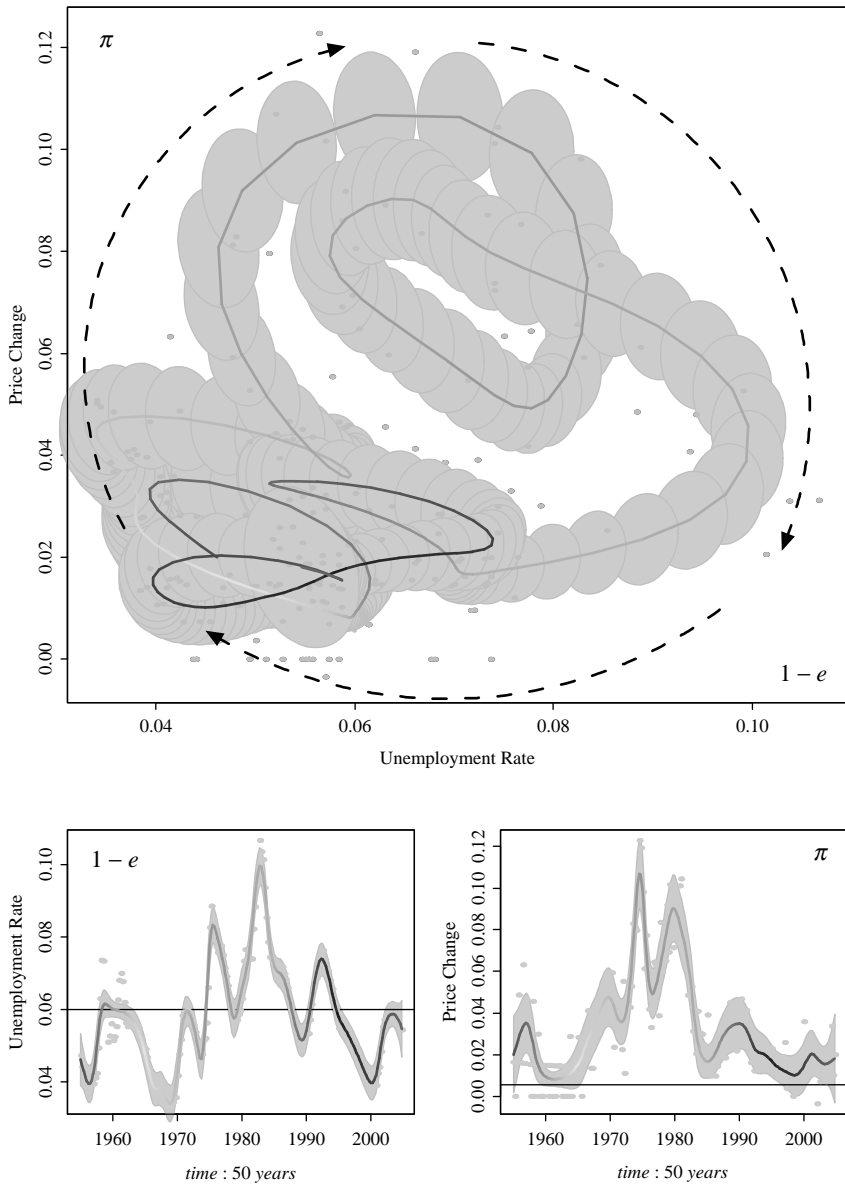 π
0.12
0.10
0.08
0.06
0.04
0.02
0.00
Price Change
1 – e
0.04 0.06 0.08 0.10
Unemployment Rate
1 – e
0.10
0.08
0.06
0.04
Unemployment Rate
1960 1970 1980 1990 2000
time : 50 years
π
0.12
0.10
0.08
0.06
0.04
0.02
0.00
Price Change
1960 1970 1980 1990 2000
time : 50 years